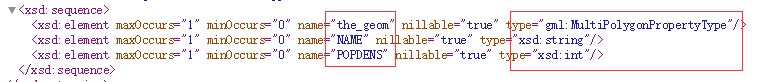 ▼<xsd:sequence>
<xsd:element maxOccurs="1" minOccurs="0" name="the_geom" nillable="true" type="gml:MultiPolygonPropertyType"/>
<xsd:element maxOccurs="1" minOccurs="0" name="NAME" nillable="true" type="xsd:string"/>
<xsd:element maxOccurs="1" minOccurs="0" name="POPDENS" nillable="true" type="xsd:int"/>
</xsd:sequence>